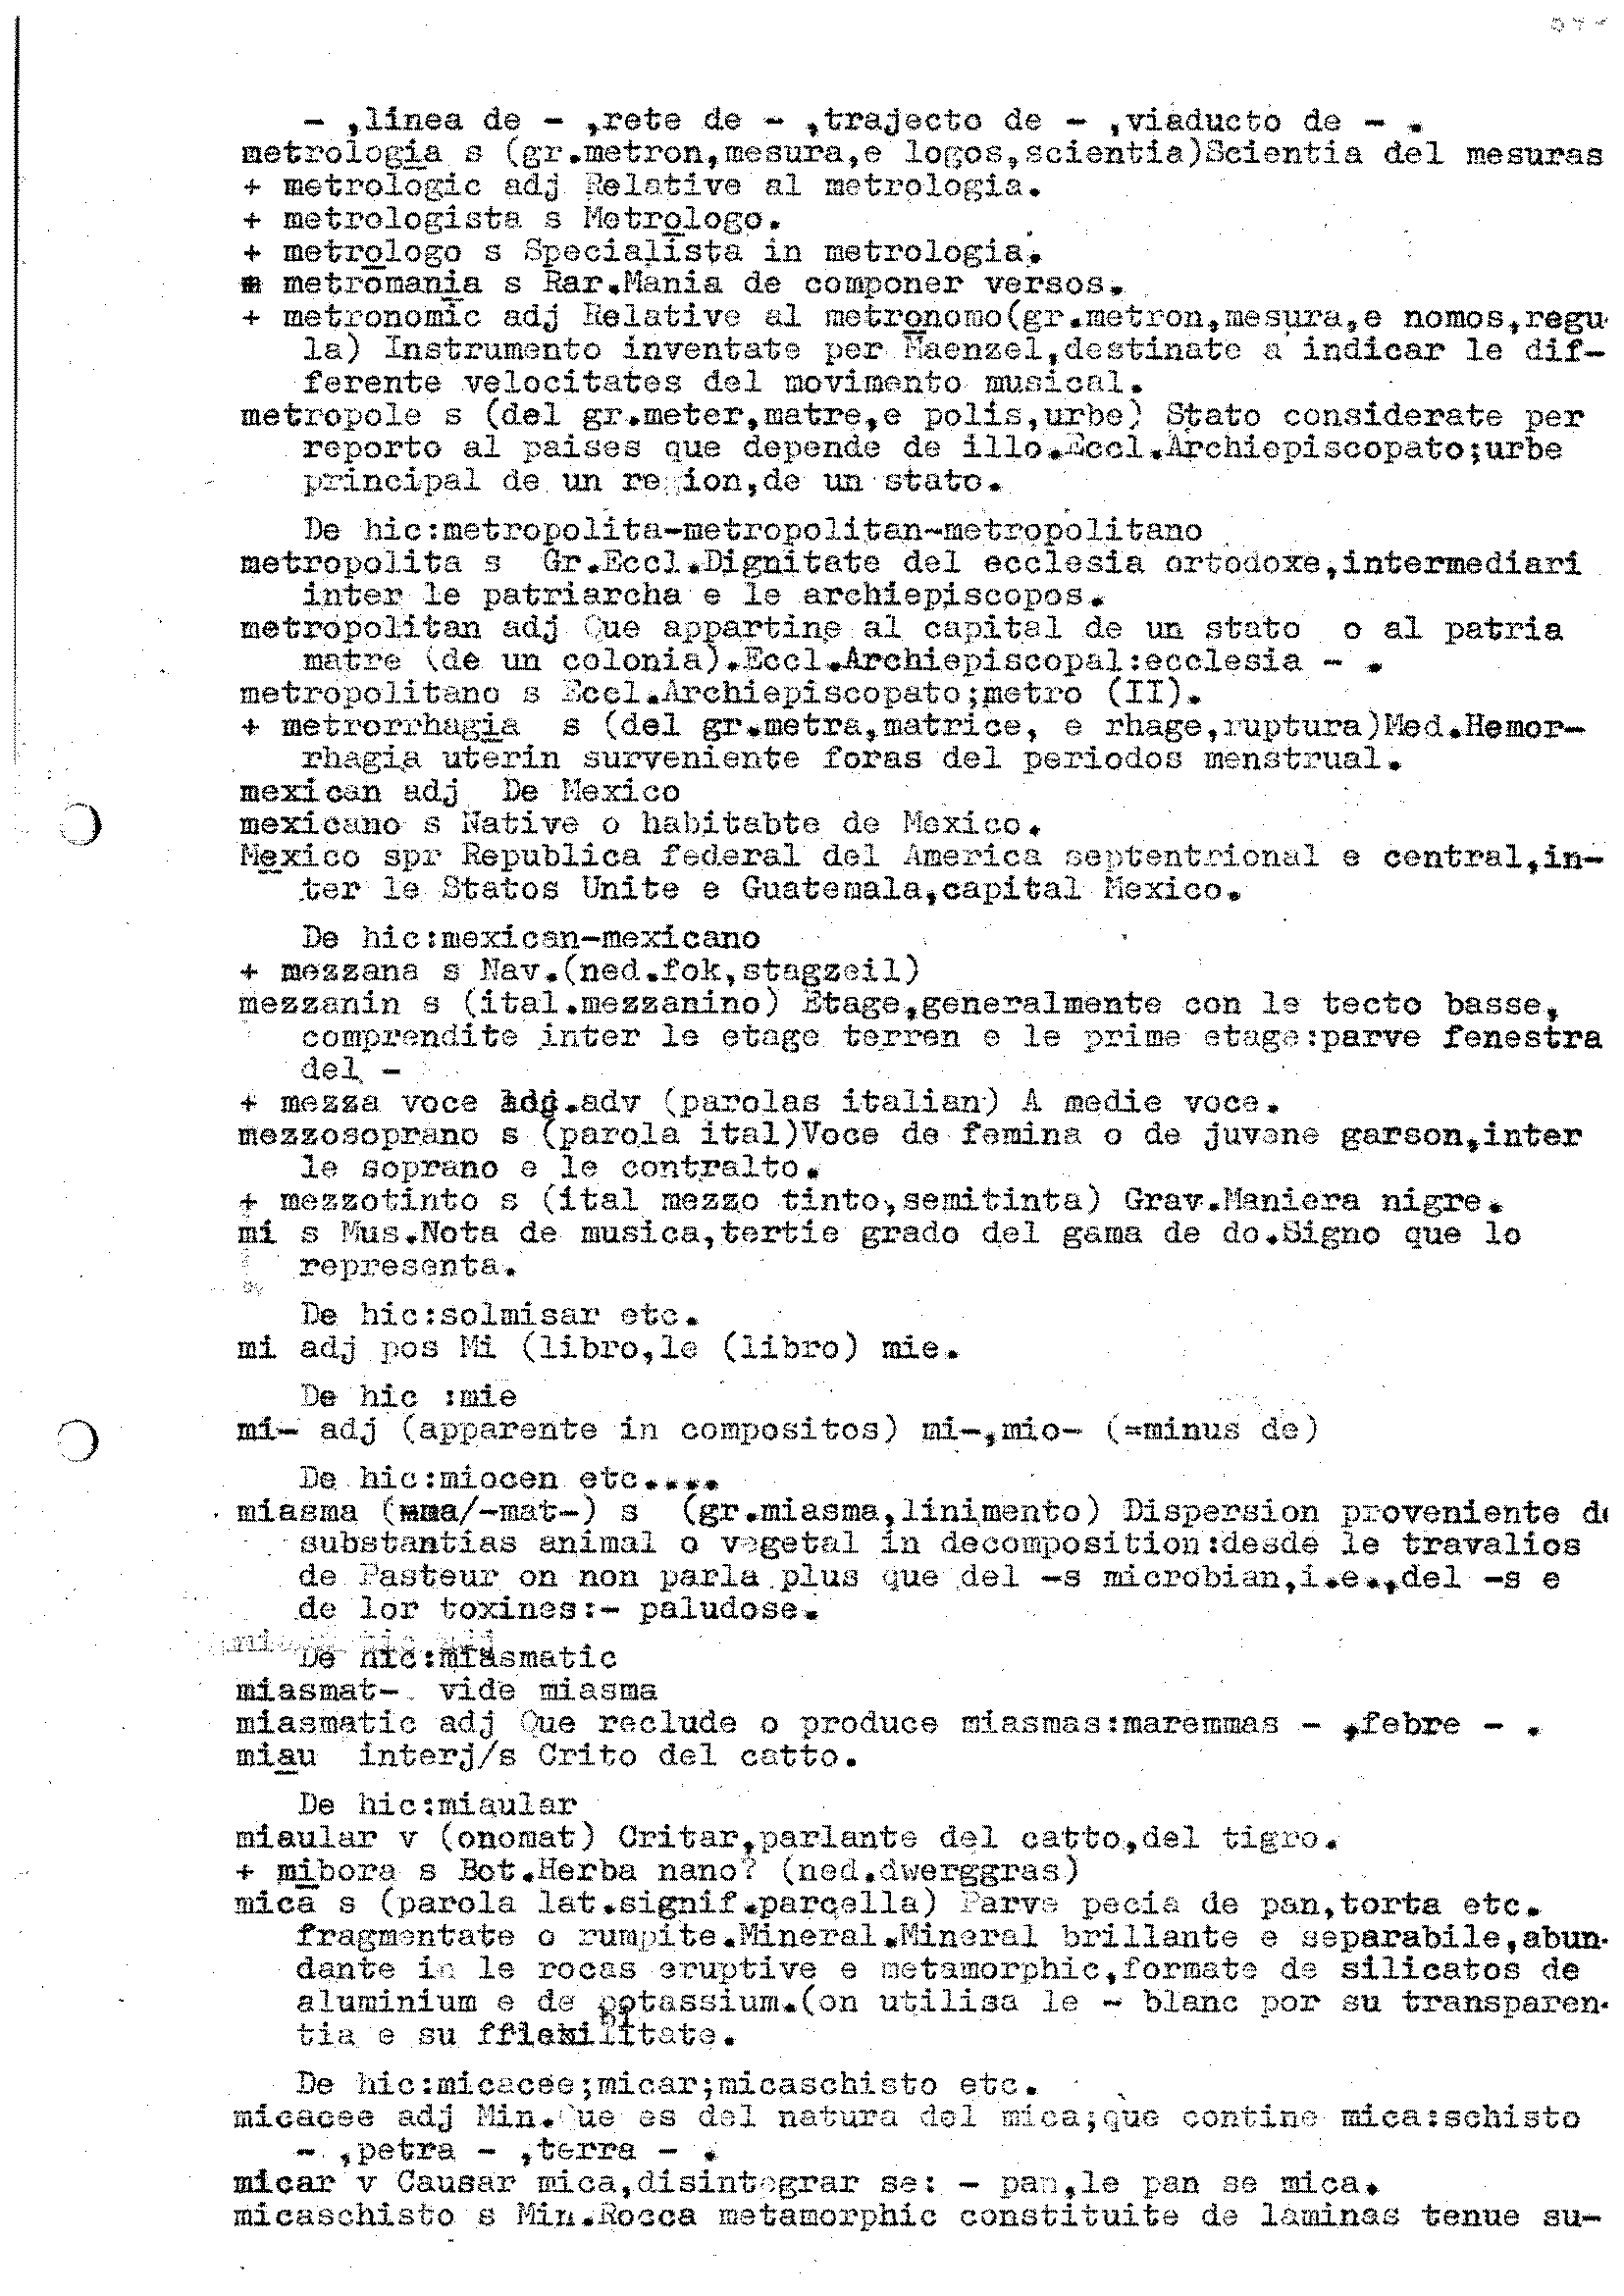 - ,linea de - ,rete de - ,trajecto de - ,viaducto de - .
metrologia s (gr.metron,mesura,e logos,scientia)Scientia del mesuras
+ metrologic adj Relative al metrologia.
+ metrologista s Metrologo.
+ metrologo s Specialista in metrologia.
* metromania s Rar.Mania de componer versos.
+ metronomic adj Relative al metronomo(gr.metron,mesura,e nomos,regu-
la) Instrumento inventate per Maenzel,destinate a indicar le dif-
ferente velocitates del movimento musical.
metropole s (del gr.meter,matre,e polis,urbe) Stato considerate per
reporto al paises que depende de illo.Eccl.Archiepiscopato;urbe
principal de un region,de un stato.
De hic:metropolita-metropolitan-metropolitano
metropolita s Gr.Eccl.Dignitate del ecclesia ortodoxe,intermediari
inter le patriarcha e le archiepiscopos.
metropolitan adj Que appartine al capital de un stato o al patria
matre (de un colonia).Eccl.Archiepiscopal:ecclesia - .
metropolitano s Eccl.Archiepiscopato;metro (II).
+ metrorrhagia s (del gr.metra,matrice, e rhage,ruptura)Med.Hemor-
rhagia uterin surveniente foras del periodos menstrual.
mexican adj De Mexico
mexicano s Native o habitabte de Mexico.
Mexico spr Republica federal del America septentrional e central,in-
ter le Statos Unite e Guatemala,capital Mexico.
De hic:mexican-mexicano
+ mezzana s Nav.(ned.fok,stagzeil)
mezzanin s (ital.mezzanino) Etage,generalmente con le tecto basse,
comprendite inter le etage terren e le prime etage:parve fenestra
del -
+ mezza voce adj.adv (parolas italian) A medie voce.
mezzosoprano s (parola ital)Voce de femina o de juvene garson,inter
le soprano e le contralto.
+ mezzotinto s (ital mezzo tinto,semitinta) Grav.Maniera nigre.
mi s Mus.Nota de musica,tertie grado del gama de do.Signo que lo
representa.
De hic:solmisar etc.
mi adj pos Mi (libro,le (libro) mie.
De hic :mie
mi- adj (apparente in compositos) mi-,mio- (=minus de)
De hic:miocen etc....
miasma (-ma/-mat-) s (gr.miasma,linimento) Dispersion proveniente de
substantias animal o vegetal in decomposition:desde le travalios
de Pasteur on non parla plus que del -s microbian,i.e.,del -s e
de lor toxines:- paludose.
De hic:miasmatic
miasmat- vide miasma
miasmatic adj Que reclude o produce miasmas:maremmas - ,febre - .
miau interj/s Crito del catto.
De hic:miaular
miaular v (onomat) Critar,parlante del catto,del tigro.
+ mibora s Bot.Herba nano? (ned.dwerggras)
mica s (parola lat.signif.parcella) Parve pecia de pan,torta etc.
fragmentate o rumpite.Mineral.Mineral brillante e separabile,abun-
dante in le rocas eruptive e metamorphic,formate de silicatos de
aluminium e de potassium.(on utilisa le - blanc por su transparen-
tia e su
De hic:micacee;micar;micaschisto etc.
micacee adj Min.Que es del natura del mica;que contine mica:schisto
- ,petra - ,terra - .
micar v Causar mica,disintegrar se: - pan,le pan se mica.
micaschisto s Min.Rocca metamorphic constituite de laminas tenue su-